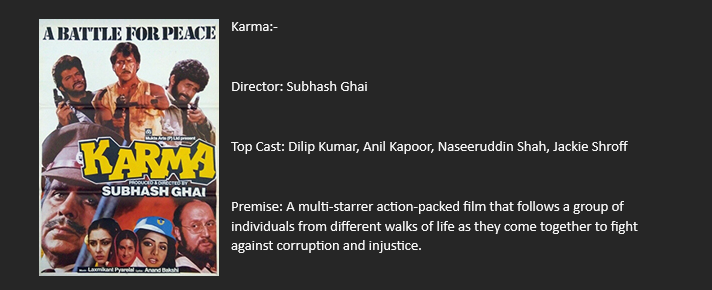 A BATTLE FOR PEACE
Mukta Arts (P) Ltd present
KARMA
PRODUCED & DIRECTED BY
SUBHASH GHAI
Music Laxmikant Pyarelal Lyrics Anand Bakshi
Karma:-
Director: Subhash Ghai
Top Cast: Dilip Kumar, Anil Kapoor, Naseeruddin Shah, Jackie Shroff
Premise: A multi-starrer action-packed film that follows a group of
individuals from different walks of life as they come together to fight
against corruption and injustice.